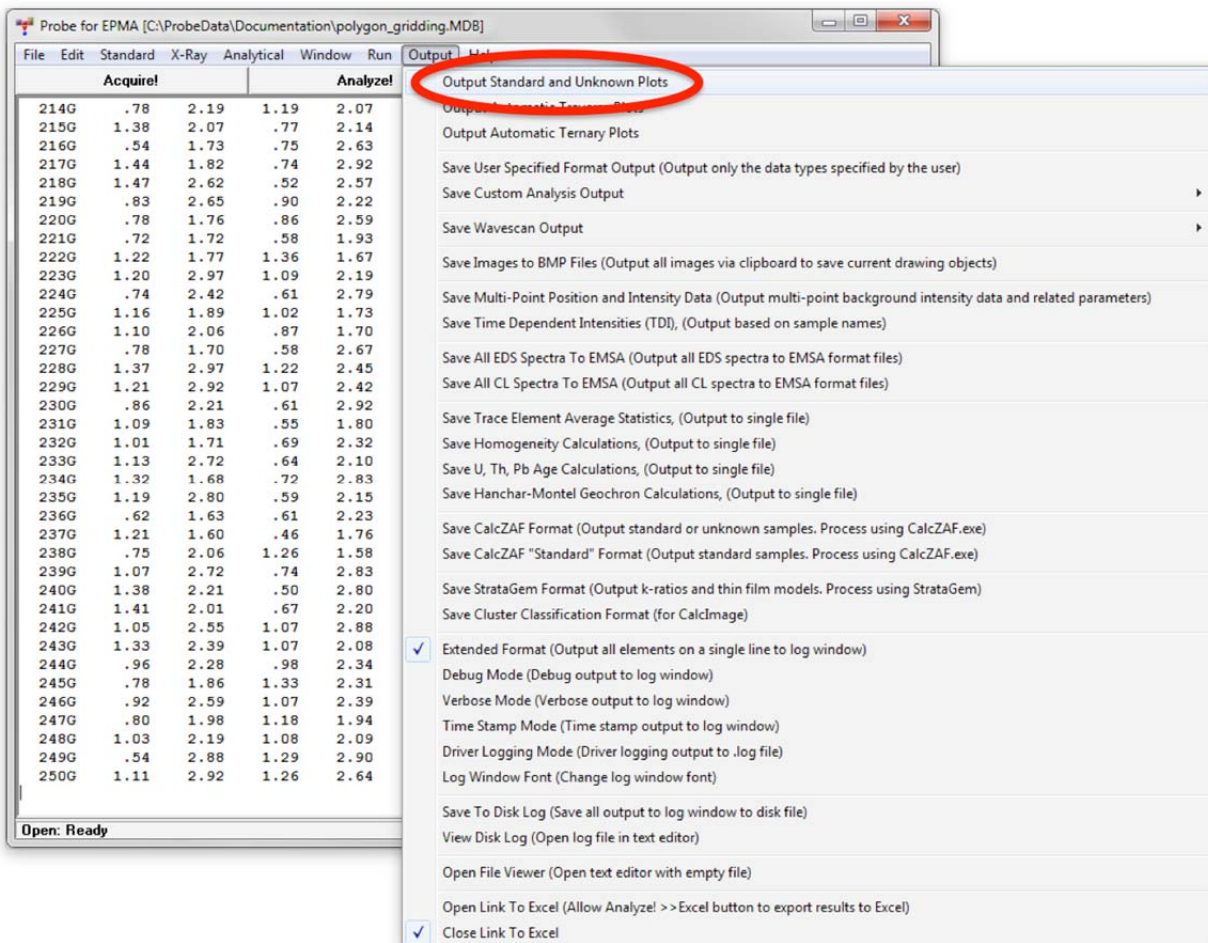 Probe for EPMA [C:\ProbeData\Documentation\polygon_gridding.MDB]
File Edit Standard X-Ray Analytical Window Run Output Help
Acquire! Analyze!
214G .78 2.19 1.19 2.07
215G 1.38 2.07 .77 2.14
216G .54 1.73 .75 2.63
217G 1.44 1.82 .74 2.92
218G 1.47 2.62 .52 2.57
219G .83 2.65 .90 2.22
220G .78 1.76 .86 2.59
221G .72 1.72 .58 1.93
222G 1.22 1.77 1.36 1.67
223G 1.20 2.97 1.09 2.19
224G .74 2.42 .61 2.79
225G 1.16 1.89 1.02 1.73
226G 1.10 2.06 .87 1.70
227G .78 1.70 .58 2.67
228G 1.37 2.97 1.22 2.45
229G 1.21 2.92 1.07 2.42
230G .86 2.21 .61 2.92
231G 1.09 1.83 .55 1.80
232G 1.01 1.71 .69 2.32
233G 1.13 2.72 .64 2.10
234G 1.32 1.68 .72 2.83
235G 1.19 2.80 .59 2.15
236G .62 1.63 .61 2.23
237G 1.21 1.60 .46 1.76
238G .75 2.06 1.26 1.58
239G 1.07 2.72 .74 2.83
240G 1.38 2.21 .50 2.80
241G 1.41 2.01 .67 2.20
242G 1.05 2.55 1.07 2.88
243G 1.33 2.39 1.07 2.08
244G .96 2.28 .98 2.34
245G .78 1.86 1.33 2.31
246G .92 2.59 1.07 2.39
247G .80 1.98 1.18 1.94
248G 1.03 2.19 1.08 2.09
249G .54 2.88 1.29 2.90
250G 1.11 2.92 1.26 2.64
Open: Ready
Output Standard and Unknown Plots
Output Automatic Traverse Plots
Output Automatic Ternary Plots
Save User Specified Format Output (Output only the data types specified by the user)
Save Custom Analysis Output
Save Wavescan Output
Save Images to BMP Files (Output all images via clipboard to save current drawing objects)
Save Multi-Point Position and Intensity Data (Output multi-point background intensity data and related parameters)
Save Time Dependent Intensities (TDI), (Output based on sample names)
Save All EDS Spectra To EMSA (Output all EDS spectra to EMSA format files)
Save All CL Spectra To EMSA (Output all CL spectra to EMSA format files)
Save Trace Element Average Statistics, (Output to single file)
Save Homogeneity Calculations, (Output to single file)
Save U, Th, Pb Age Calculations, (Output to single file)
Save Hanchar-Montel Geochron Calculations, (Output to single file)
Save CalcZAF Format (Output standard or unknown samples. Process using CalcZAF.exe)
Save CalcZAF "Standard" Format (Output standard samples. Process using CalcZAF.exe)
Save StrataGem Format (Output k-ratios and thin film models. Process using StrataGem)
Save Cluster Classification Format (for CalcImage)
Extended Format (Output all elements on a single line to log window)
Debug Mode (Debug output to log window)
Verbose Mode (Verbose output to log window)
Time Stamp Mode (Time stamp output to log window)
Driver Logging Mode (Driver logging output to .log file)
Log Window Font (Change log window font)
Save To Disk Log (Save all output to log window to disk file)
View Disk Log (Open log file in text editor)
Open File Viewer (Open text editor with empty file)
Open Link To Excel (Allow Analyze! >>Excel button to export results to Excel)
Close Link To Excel